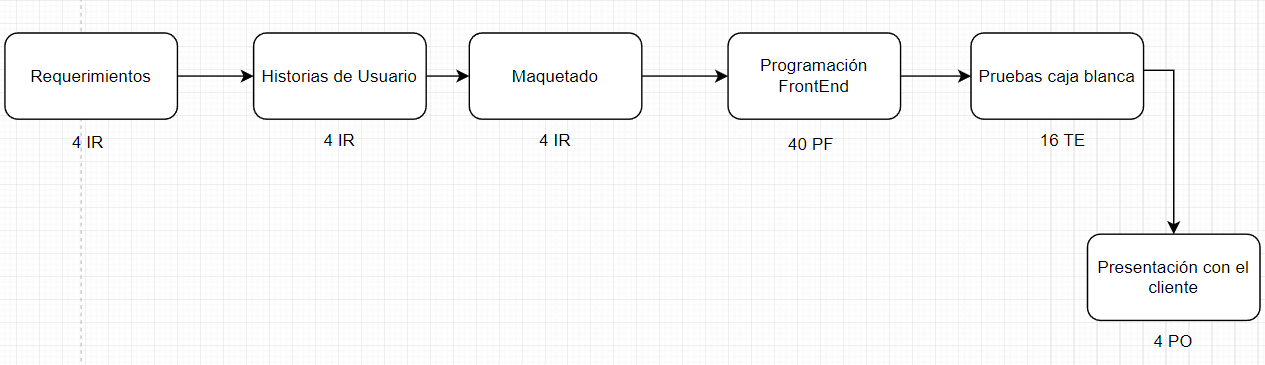 Requerimientos
Historias de Usuario
Maquetado
Programación
FrontEnd
Pruebas caja blanca
4 IR
4 IR
4 IR
40 PF
16 TE
Presentación con el
cliente
4 PO